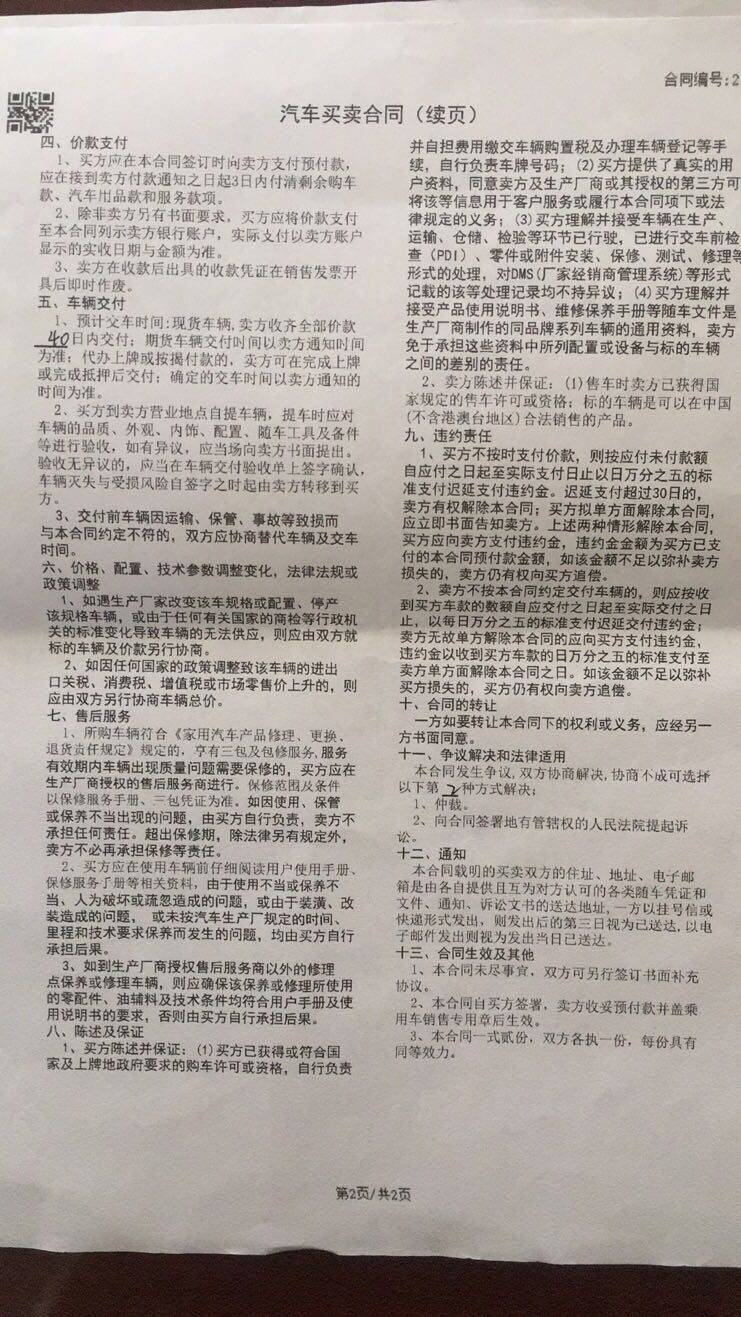 合同编号:2
汽车买卖合同（续页）
四、价款支付
1、买方应在本合同签订时向卖方支付预付款，
应在接到卖方付款通知之日起3日内付清剩余购车
款、汽车用品款和服务款项。
2、除非卖方另有书面要求，买方应将价款支付
至本合同列示卖方银行账户，实际支付以卖方账户
显示的实收日期与金额为准。
3、卖方在收款后出具的收款凭证在销售发票开
具后即时作废。
五、车辆交付
1、预计交车时间:现货车辆,卖方收齐全部价款
40日内交付；期货车辆交付时间以卖方通知时间
为准；代办上牌或按揭付款的，卖方可在完成上牌
或完成抵押后交付；确定的交车时间以卖方通知的
时间为准。
2、买方到卖方营业地点自提车辆，提车时应对
车辆的品质、外观、内饰、配置、随车工具及备件
等进行验收，如有异议，应当场向卖方书面提出。
验收无异议的，应当在车辆交付验收单上签字确认，
车辆灭失与受损风险自签字之时起由卖方转移到买
方。
3、交付前车辆因运输、保管、事故等致损而
与本合同约定不符的，双方应协商替代车辆及交车
时间。
六、价格、配置、技术参数调整变化，法律法规或
政策调整
1、如遇生产厂家改变该车规格或配置、停产
该规格车辆，或由于任何有关国家的商检等行政机
关的标准变化导致车辆的无法供应，则应由双方就
标的车辆及价款另行协商。
2、如因任何国家的政策调整致该车辆的进出
口关税、消费税、增值税或市场零售价上升的，则
应由双方另行协商车辆总价。
七、售后服务
1、所购车辆符合《家用汽车产品修理、更换、
退货责任规定》规定的，享有三包及包修服务,服务
有效期内车辆出现质量问题需要保修的，买方应在
生产厂商授权的售后服务商进行。保修范围及条件
以保修服务手册、三包凭证为准。如因使用、保管
或保养不当出现的问题，由买方自行负责，卖方不
承担任何责任。超出保修期，除法律另有规定外，
卖方不必再承担保修等责任。
2、买方应在使用车辆前仔细阅读用户使用手册、
保修服务手册等相关资料，由于使用不当或保养不
当、人为破坏或疏忽造成的问题，或由于装潢、改
装造成的问题， 或未按汽车生产厂规定的时间、
里程和技术要求保养而发生的问题，均由买方自行
承担后果。
3、如到生产厂商授权售后服务商以外的修理
点保养或修理车辆，则应确保该保养或修理所使用
的零配件、油辅料及技术条件均符合用户手册及使
用说明书的要求，否则由买方自行承担后果。
八、陈述及保证
1、买方陈述并保证：(1)买方已获得或符合国
家及上牌地政府要求的购车许可或资格，自行负责
并自担费用缴交车辆购置税及办理车辆登记等手
续，自行负责车牌号码；(2)买方提供了真实的用
户资料，同意卖方及生产厂商或其授权的第三方可
将该等信息用于客户服务或履行本合同项下或法
律规定的义务；(3)买方理解并接受车辆在生产、
运输、仓储、检验等环节已行驶，已进行交车前检
查（PDI）、零件或附件安装、保修、测试、修理等
形式的处理，对DMS(厂家经销商管理系统)等形式
记载的该等处理记录均不持异议；(4)买方理解并
接受产品使用说明书、维修保养手册等随车文件是
生产厂商制作的同品牌系列车辆的通用资料，卖方
免于承担这些资料中所列配置或设备与标的车辆
之间的差别的责任。
2、卖方陈述并保证：(1)售车时卖方已获得国
家规定的售车许可或资格；标的车辆是可以在中国
(不含港澳台地区)合法销售的产品。
九、违约责任
1、买方不按时支付价款，则按应付未付款额
自应付之日起至实际支付日止以日万分之五的标
准支付迟延支付违约金。迟延支付超过30日的，
卖方有权解除本合同；买方拟单方面解除本合同，
应立即书面告知卖方。上述两种情形解除本合同，
买方应向卖方支付违约金，违约金金额为买方已支
付的本合同预付款金额，如该金额不足以弥补卖方
损失的，卖方仍有权向买方追偿。
2、卖方不按本合同约定交付车辆的，则应按收
到买方车款的数额自应交付之日起至实际交付之日
止，以每日万分之五的标准支付迟延交付违约金；
卖方无故单方解除本合同的应向买方支付违约金，
违约金以收到买方车款的日万分之五的标准支付至
卖方单方面解除本合同之日。如该金额不足以弥补
买方损失的，买方仍有权向卖方追偿。
十、合同的转让
一方如要转让本合同下的权利或义务，应经另一
方书面同意。
十一、争议解决和法律适用
本合同发生争议,双方协商解决,协商不成可选择
以下第2种方式解决；
1、仲裁。
2、向合同签署地有管辖权的人民法院提起诉
讼。
十二、通知
本合同载明的买卖双方的住址、地址、电子邮
箱是由各自提供且互为对方认可的各类随车凭证和
文件、通知、诉讼文书的送达地址,一方以挂号信或
快递形式发出，则发出后的第三日视为已送达,以电
子邮件发出则视为发出当日已送达。
十三、合同生效及其他
1、本合同未尽事宜，双方可另行签订书面补充
协议。
2、本合同自买方签署，卖方收妥预付款并盖乘
用车销售专用章后生效。
3、本合同一式贰份，双方各执一份，每份具有
同等效力。
第2页/共2页